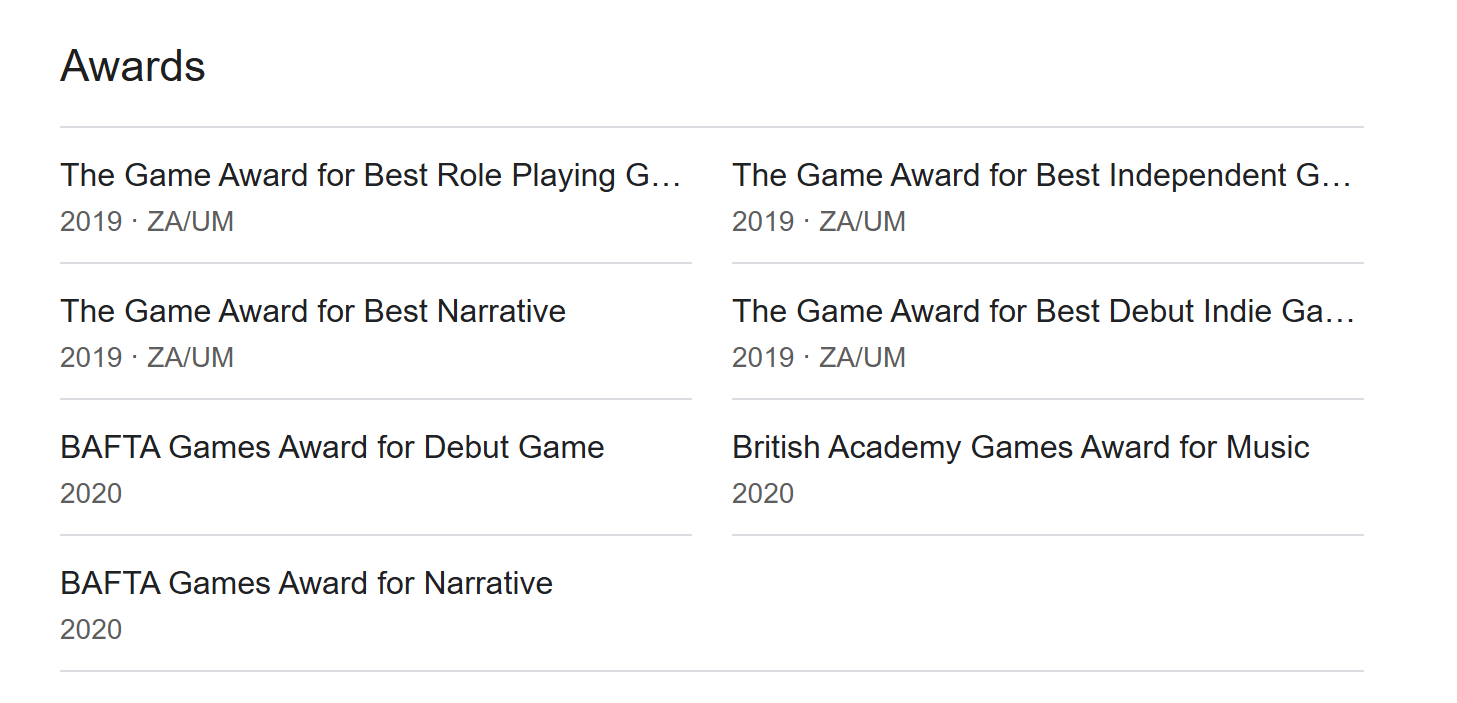 Awards
The Game Award for Best Role Playing G…
2019 · ZA/UM
The Game Award for Best Independent G…
2019 · ZA/UM
The Game Award for Best Narrative
2019 · ZA/UM
The Game Award for Best Debut Indie Ga…
2019 · ZA/UM
BAFTA Games Award for Debut Game
2020
British Academy Games Award for Music
2020
BAFTA Games Award for Narrative
2020